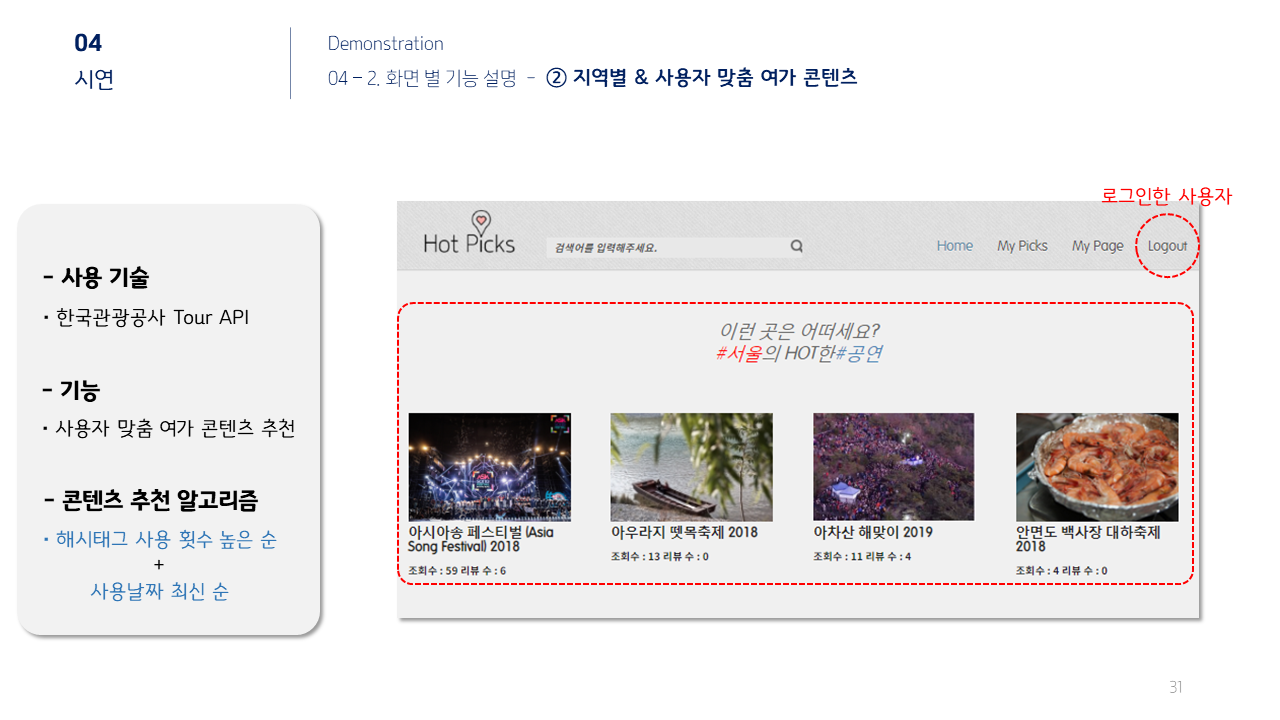 04
시연
Demonstration
04 – 2. 화면 별 기능 설명 - ② 지역별 & 사용자 맞춤 여가 콘텐츠
- 사용 기술
· 한국관광공사 Tour API
- 기능
· 사용자 맞춤 여가 콘텐츠 추천
- 콘텐츠 추천 알고리즘
· 해시태그 사용 횟수 높은 순
+
사용날짜 최신 순
로그인한 사용자
Hot Picks
검색어를 입력해주세요.
Home My Picks My Page Logout
이런 곳은 어떠세요?
#서울의 HOT한#공연
아시아송 페스티벌 (Asia
Song Festival) 2018
조회수 : 59 리뷰 수 : 6
아우라지 뗏목축제 2018
조회수 : 13 리뷰 수 : 0
아차산 해맞이 2019
조회수 : 11 리뷰 수 : 4
안면도 백사장 대하축제
2018
조회수 : 4 리뷰 수 : 0
31